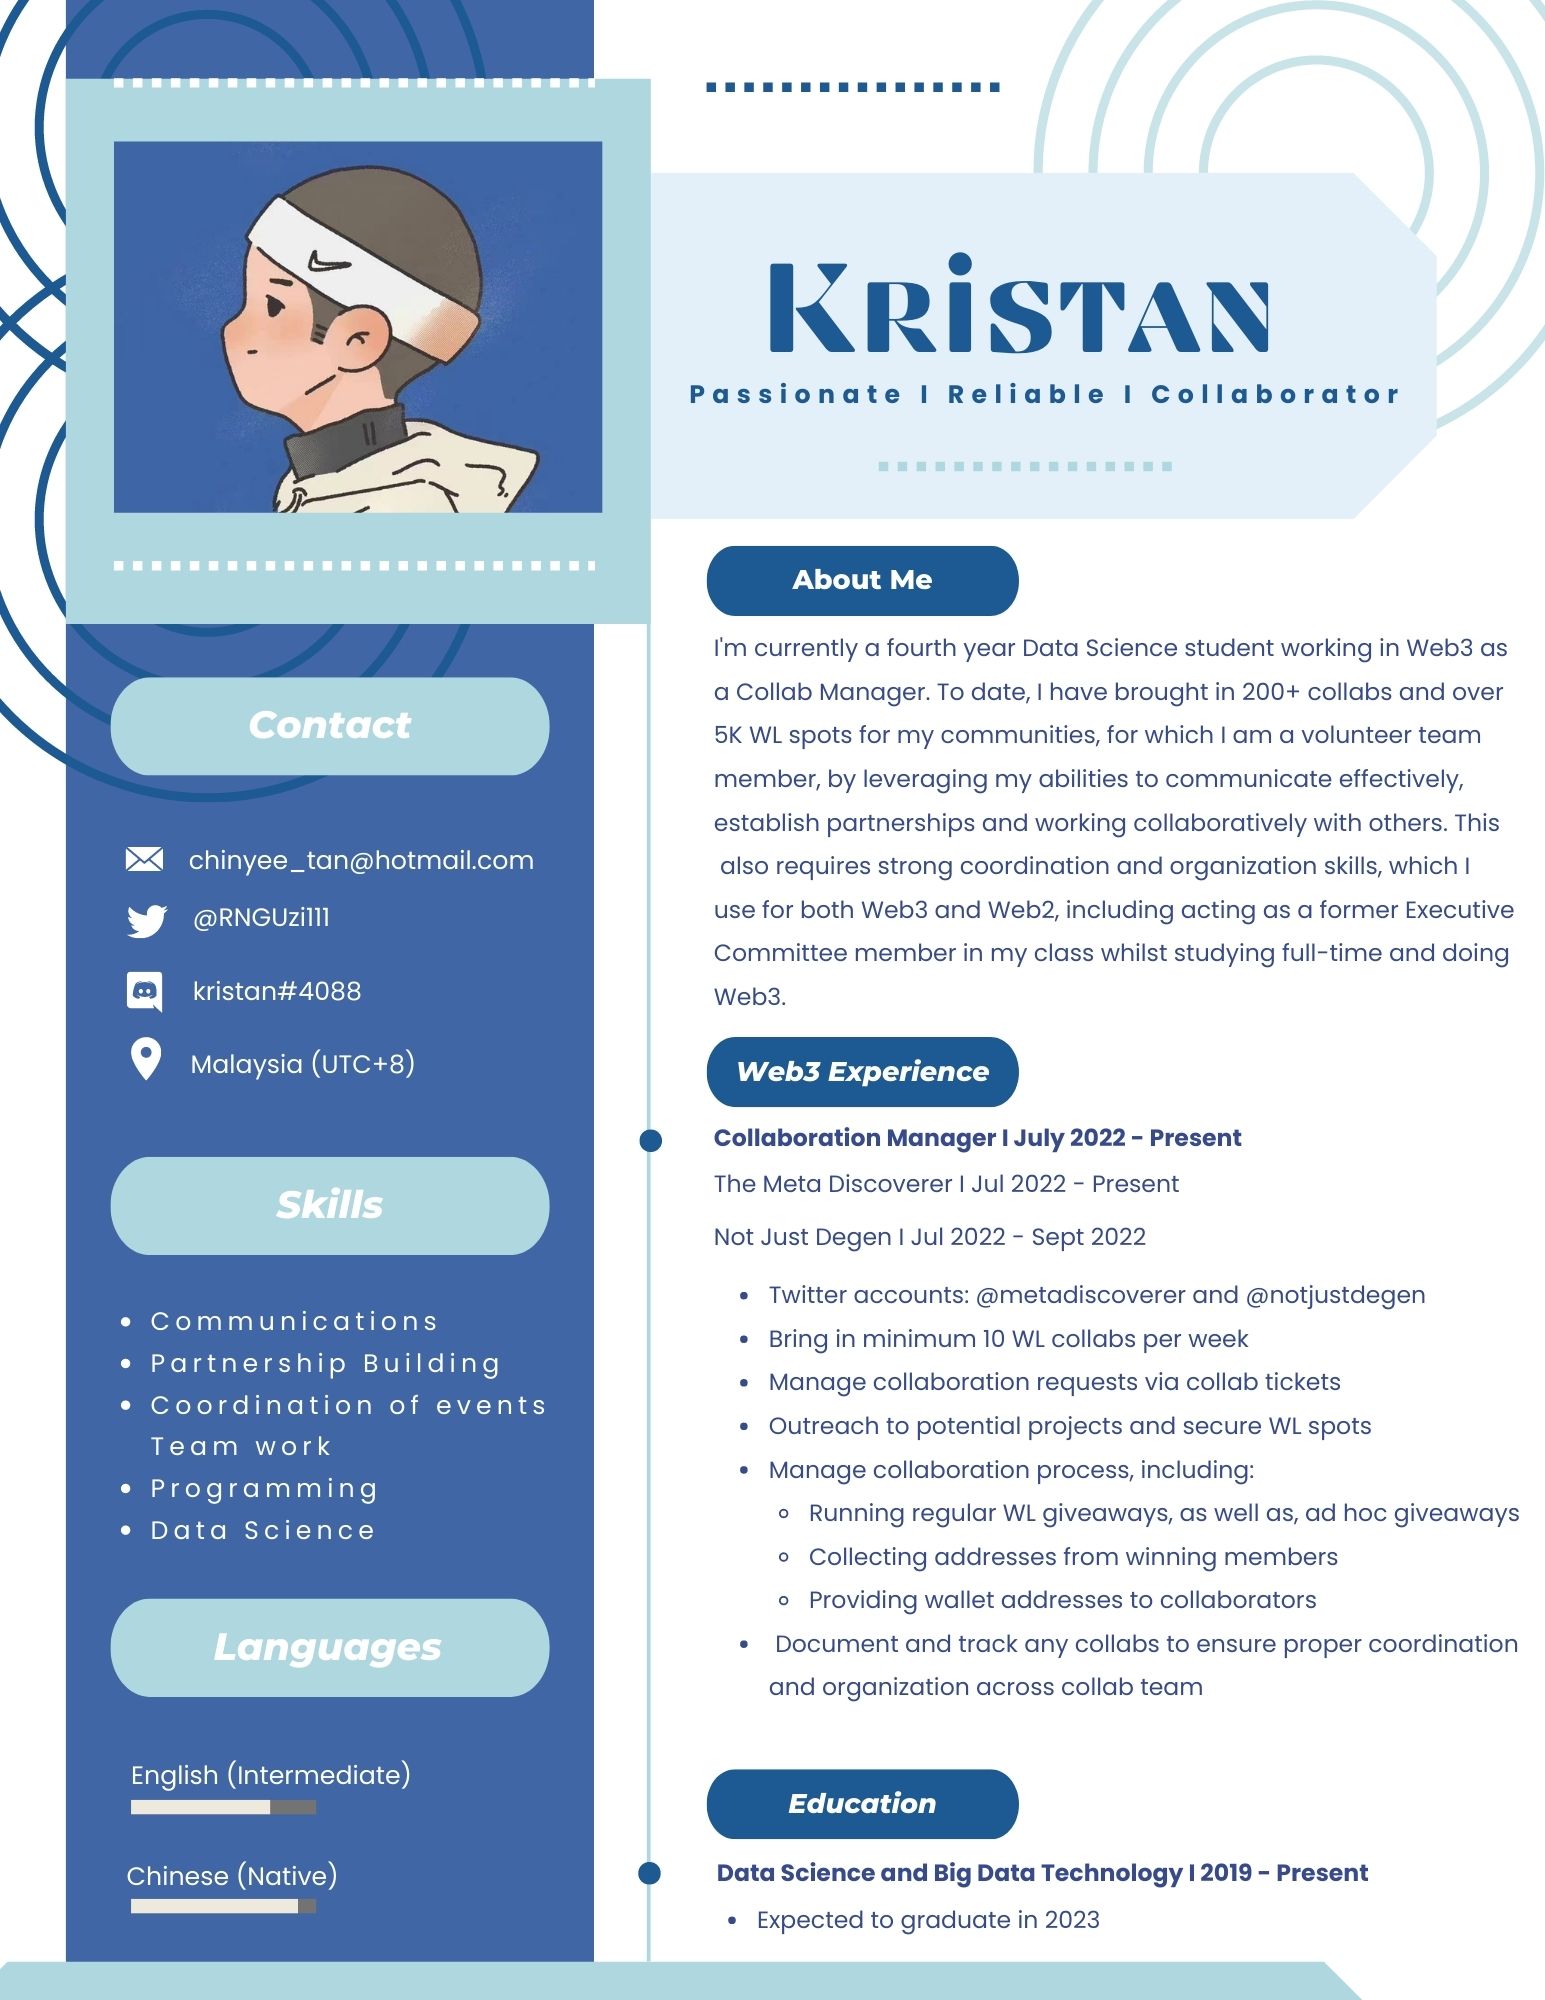 Kristan
Passionate I Reliable I Collaborator
Contact
chinyee_tan@hotmail.com
@RNGUzi111
kristan#4088
Malaysia (UTC+8)
Skills
• Communications
• Partnership Building
• Coordination of events
Team work
• Programming
• Data Science
Languages
English (Intermediate)
Chinese (Native)
About Me
I'm currently a fourth year Data Science student working in Web3 as
a Collab Manager. To date, I have brought in 200+ collabs and over
5K WL spots for my communities, for which I am a volunteer team
member, by leveraging my abilities to communicate effectively,
establish partnerships and working collaboratively with others. This
also requires strong coordination and organization skills, which I
use for both Web3 and Web2, including acting as a former Executive
Committee member in my class whilst studying full-time and doing
Web3.
Web3 Experience
Collaboration Manager I July 2022 - Present
The Meta Discoverer I Jul 2022 - Present
Not Just Degen I Jul 2022 - Sept 2022
• Twitter accounts: @metadiscoverer and @notjustdegen
• Bring in minimum 10 WL collabs per week
• Manage collaboration requests via collab tickets
• Outreach to potential projects and secure WL spots
• Manage collaboration process, including:
◦ Running regular WL giveaways, as well as, ad hoc giveaways
◦ Collecting addresses from winning members
◦ Providing wallet addresses to collaborators
• Document and track any collabs to ensure proper coordination
and organization across collab team
Education
Data Science and Big Data Technology I 2019 - Present
• Expected to graduate in 2023